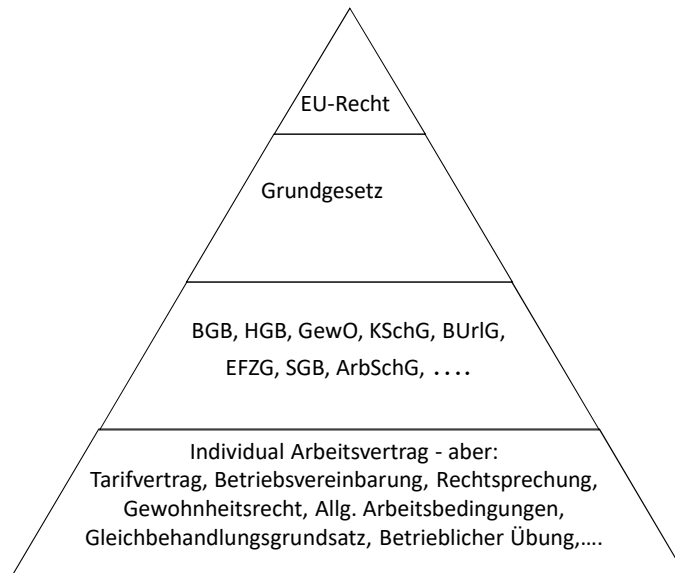 EU-Recht
Grundgesetz
BGB, HGB, GewO, KSchG, BUrlG,
EFZG, SGB, ArbSchG, ....
Individual Arbeitsvertrag - aber:
Tarifvertrag, Betriebsvereinbarung, Rechtsprechung,
Gewohnheitsrecht, Allg. Arbeitsbedingungen,
Gleichbehandlungsgrundsatz, Betrieblicher Übung,....